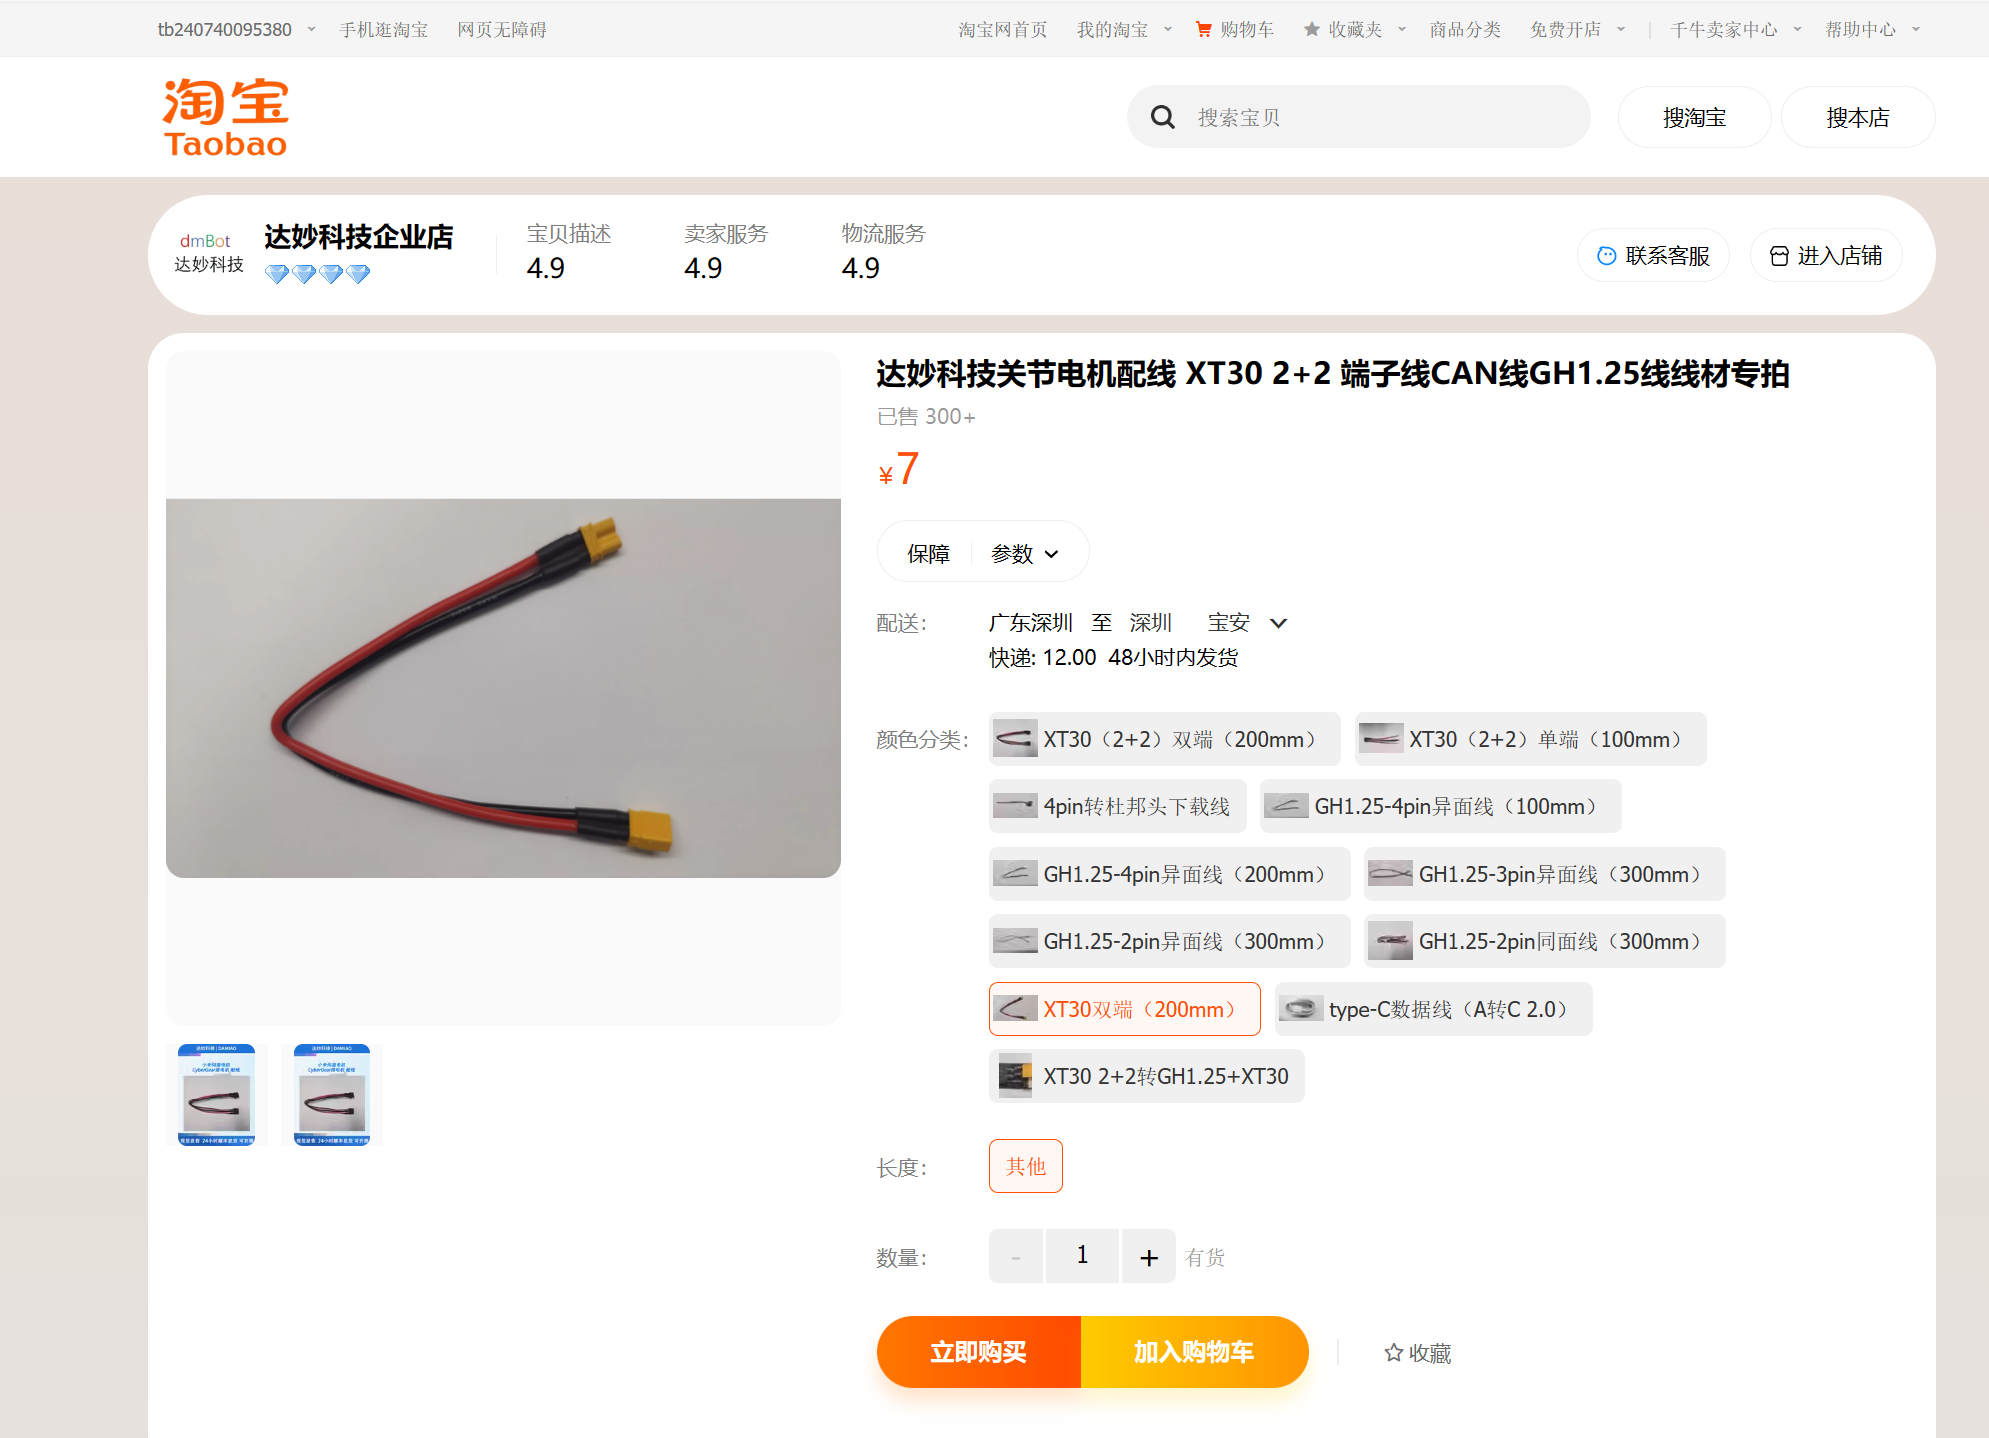 tb240740095380 手机逛淘宝 网页无障碍 淘宝网首页 我的淘宝 购物车 收藏夹 商品分类 免费开店 千牛卖家中心 帮助中心
淘宝
Taobao
搜索宝贝 搜淘宝 搜本店
dmBot
达妙科技
达妙科技企业店
宝贝描述 卖家服务 物流服务
4.9 4.9 4.9
联系客服 进入店铺
达妙科技关节电机配线 XT30 2+2 端子线CAN线GH1.25线线材专拍
已售 300+
¥7
保障 参数
配送： 广东深圳 至 深圳 宝安
快递: 12.00 48小时内发货
颜色分类： XT30（2+2）双端（200mm） XT30（2+2）单端（100mm）
4pin转杜邦头下载线 GH1.25-4pin异面线（100mm）
GH1.25-4pin异面线（200mm） GH1.25-3pin异面线（300mm）
GH1.25-2pin异面线（300mm） GH1.25-2pin同面线（300mm）
XT30双端（200mm） type-C数据线（A转C 2.0）
XT30 2+2转GH1.25+XT30
长度： 其他
数量： - 1 + 有货
立即购买 加入购物车 收藏